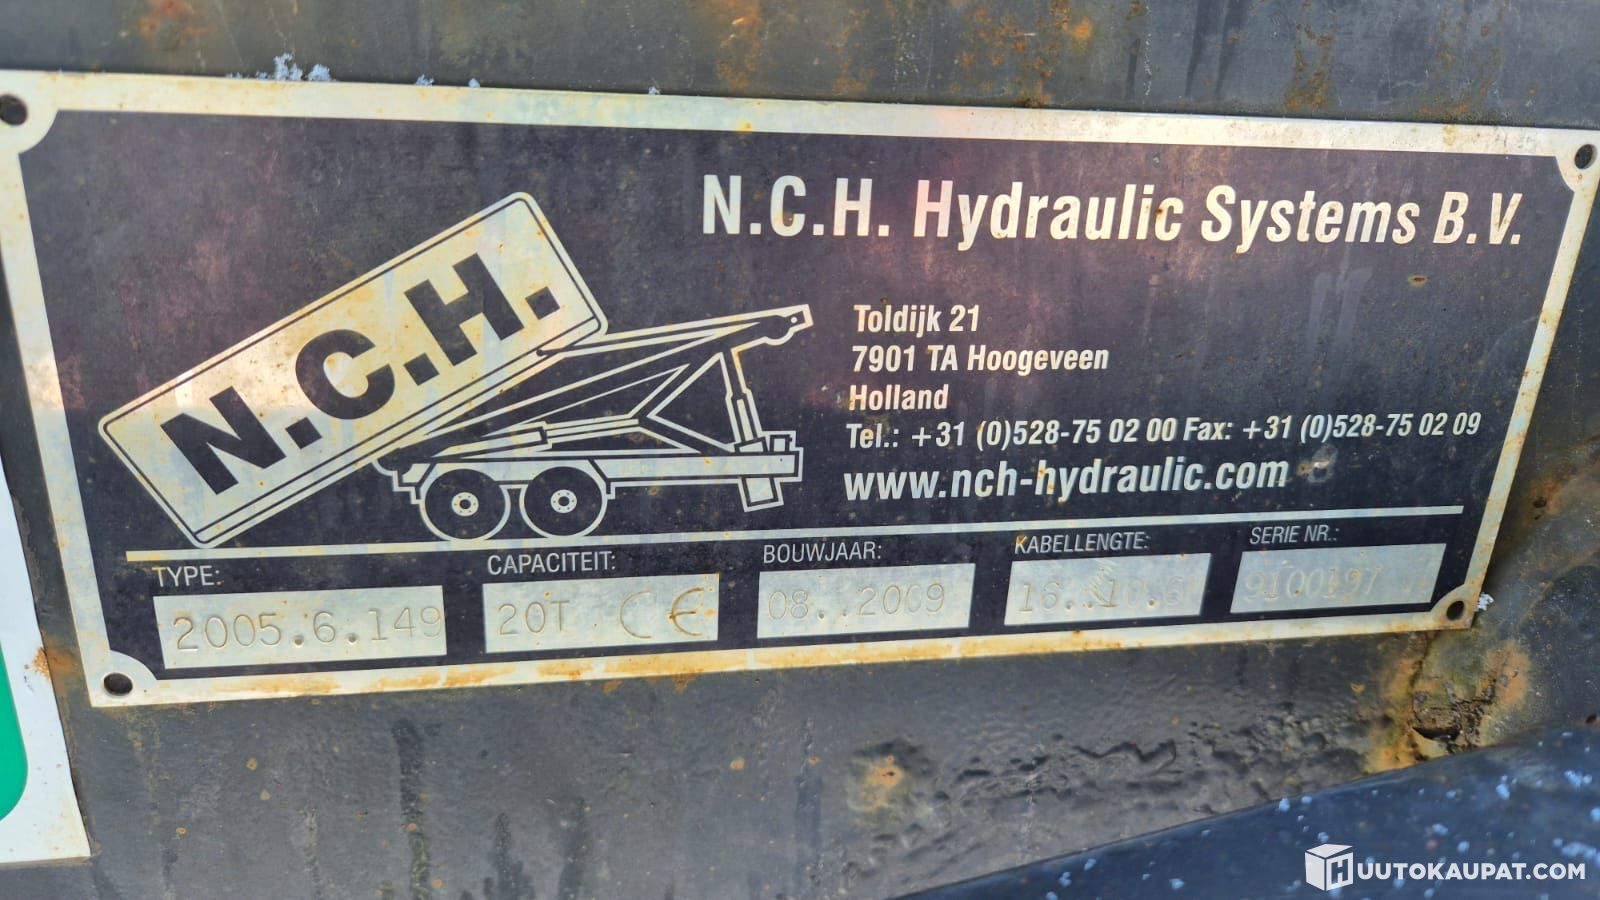 N.C.H. Hydraulic Systems B.V.
N.C.H.
Toldijk 21
7901 TA Hoogeveen
Holland
Tel.: +31 (0)528-75 02 00 Fax: +31 (0)528-75 02 09
www.nch-hydraulic.com
TYPE: CAPACITEIT: BOUWJAAR: KABELLENGTE: SERIE NR.:
2005.6.149 20T CE 08..2009 9100197
HUUTOKAUPAT.COM